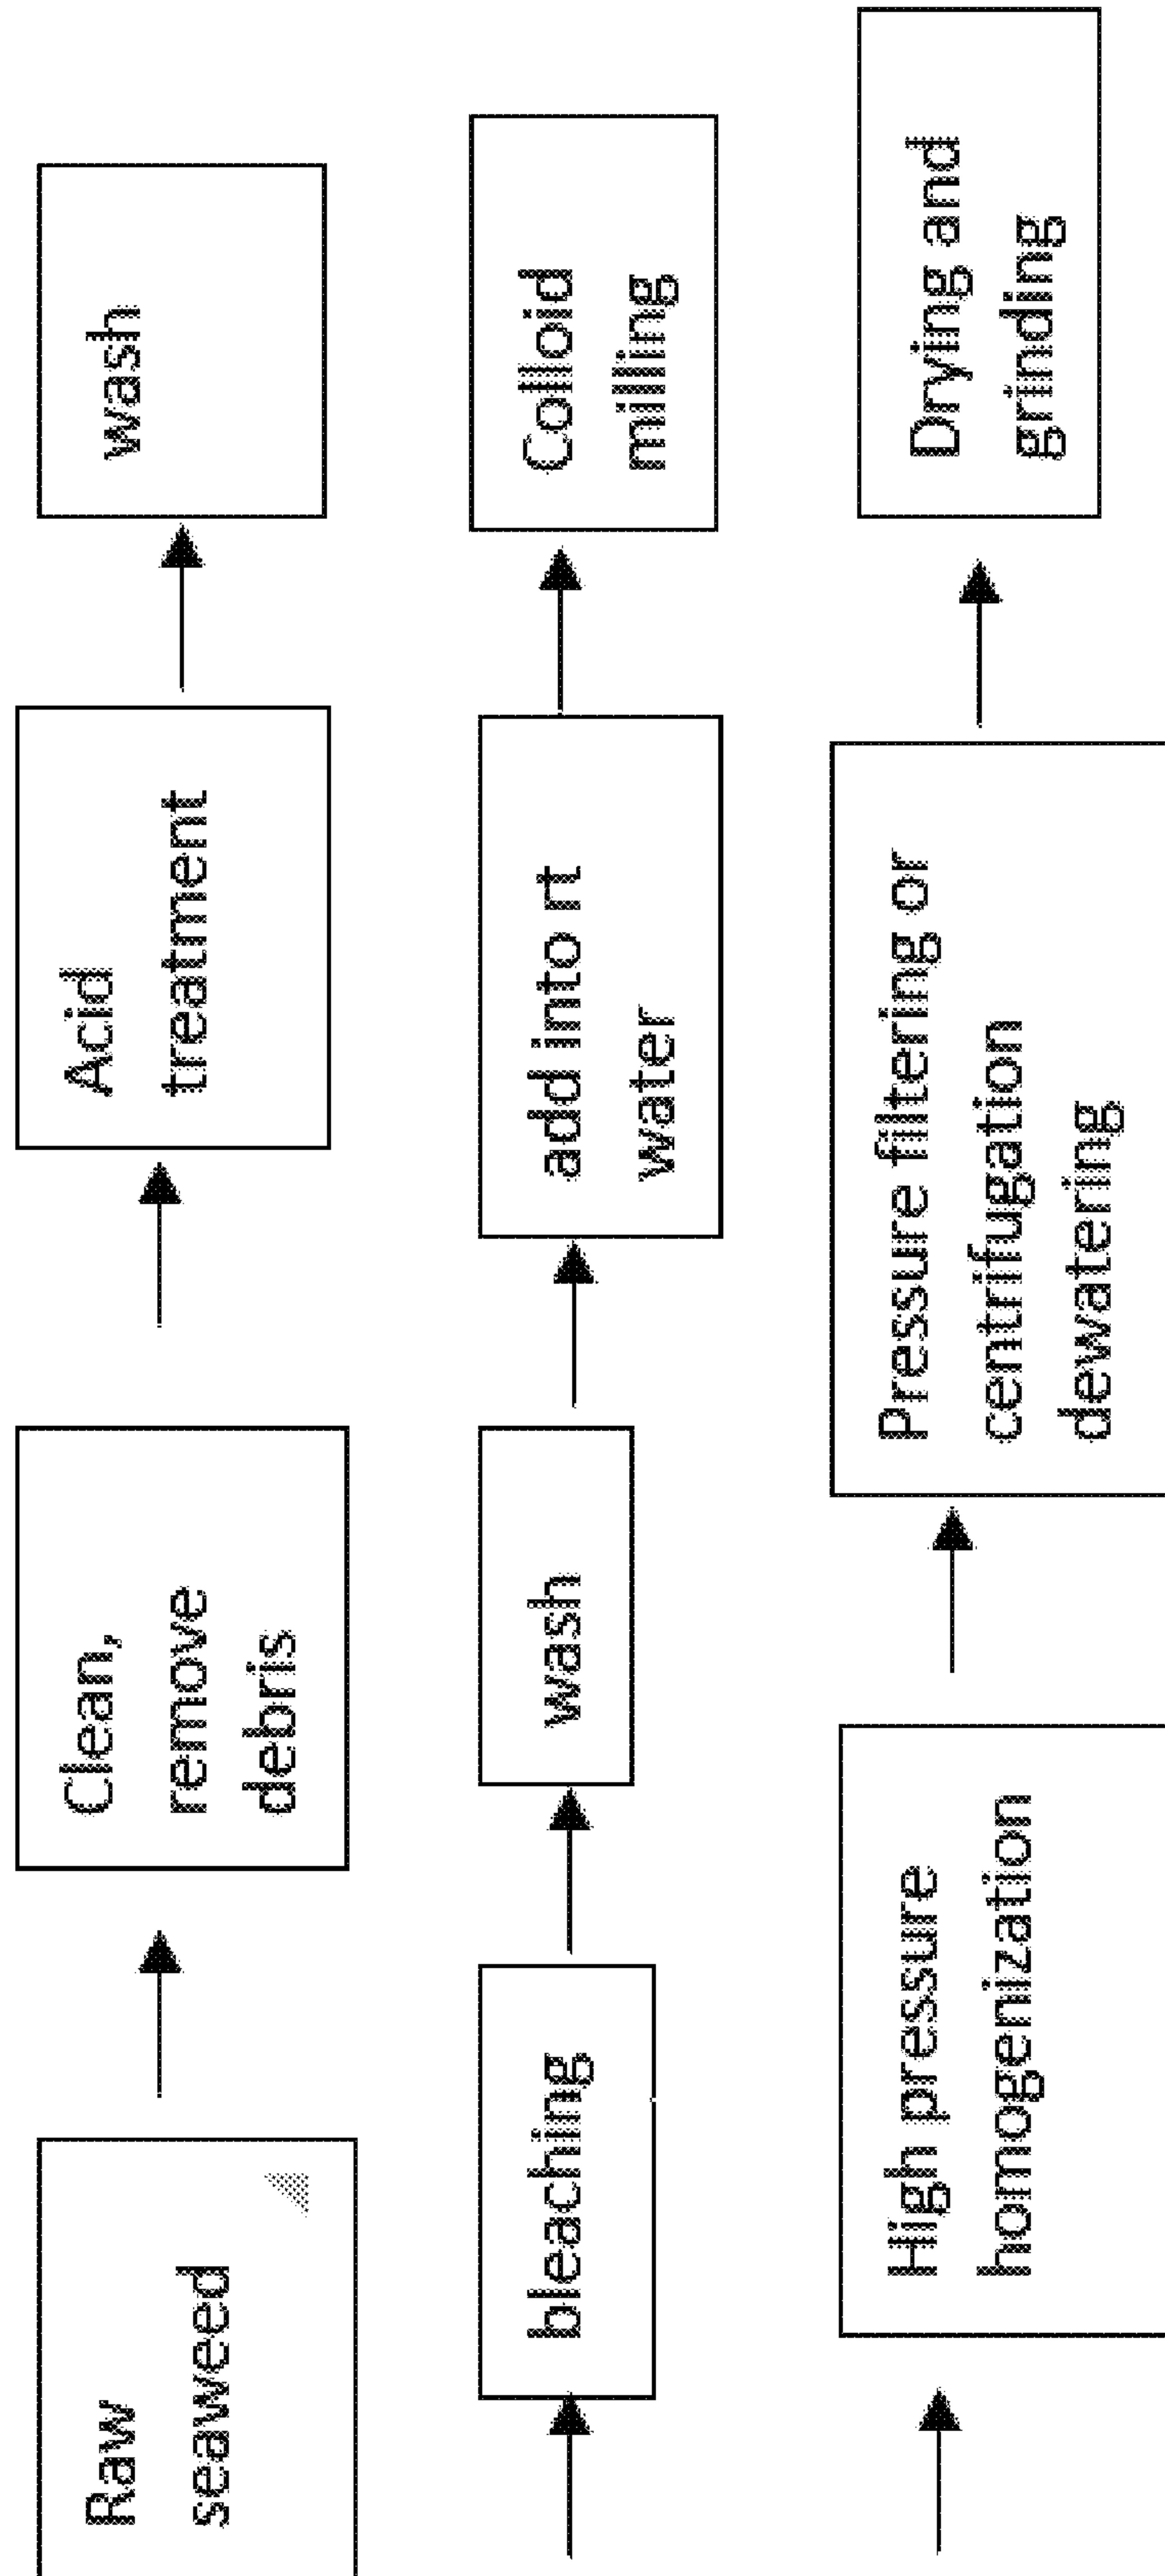 Raw
seaweed
Clean,
remove
debris
Acid
treatment
wash
bleaching
wash
add into rt
water
Colloid
milling
High pressure
homogenization
Pressure filtering or
centrifugation
dewatering
Drying and
grinding